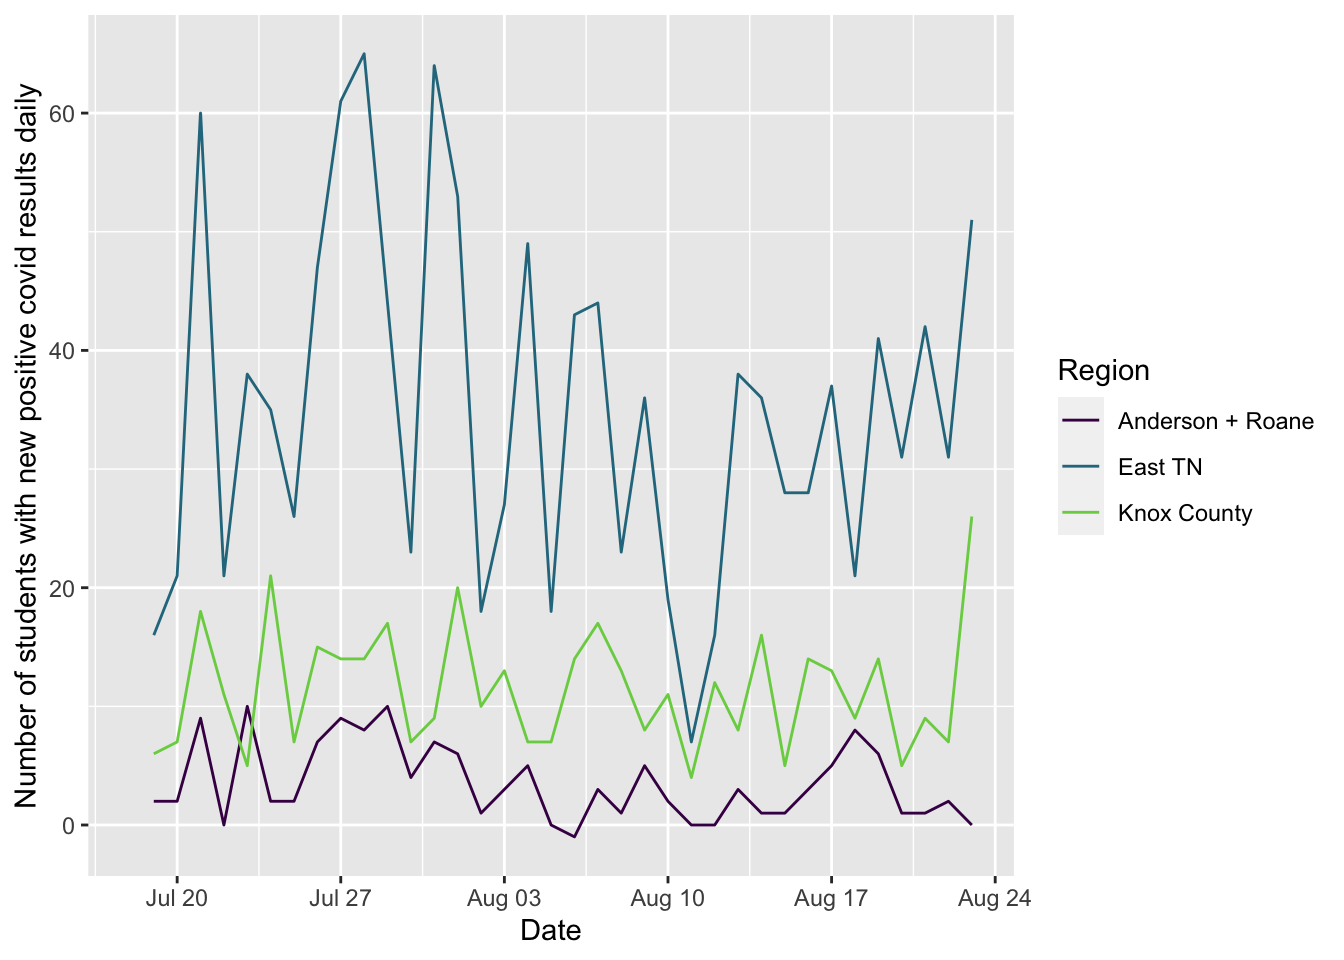 Number of students with new positive covid results daily
60
40
20
0
Jul 20
Jul 27
Aug 03
Aug 10
Aug 17
Aug 24
Date
Region
Anderson + Roane
East TN
Knox County